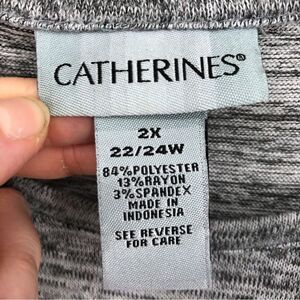 CATHERINES®
2X
22/24W
84%POLYESTER
13%RAYON
3%SPANDEX
MADE IN
INDONESIA
SEE REVERSE
FOR CARE